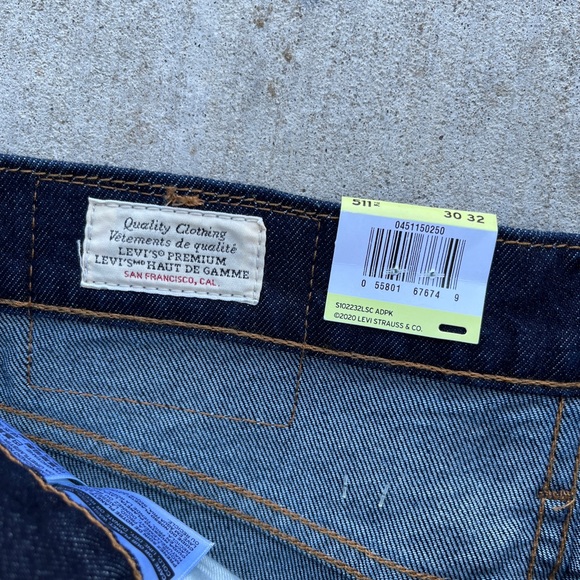 Quality Clothing
Vêtements de qualité
LEVI'S® PREMIUM
LEVI'S MD HAUT DE GAMME
SAN FRANCISCO, CAL.
511
30 32
0451150250
0 55801 67674 9
S102232LSC ADPK
©2020 LEVI STRAUSS & CO.